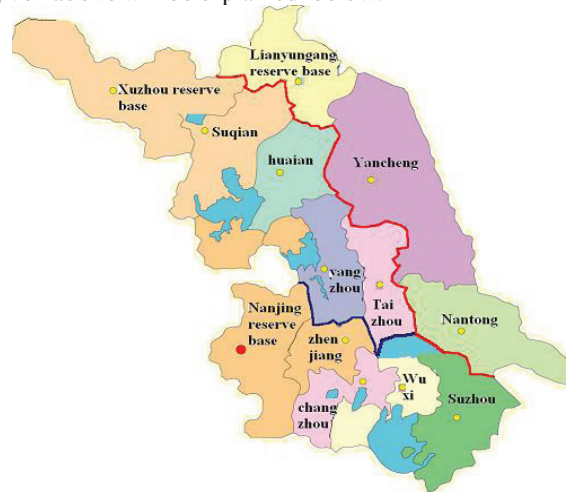 Lianyungang
reserve base
Xuzhou reserve
base
Suqian
huaian
Yancheng
yang
zhou
Tai
zhou
Nanjing
reserve
base
zhen
jiang
Nantong
Wu
xi
chang
zhou
Suzhou